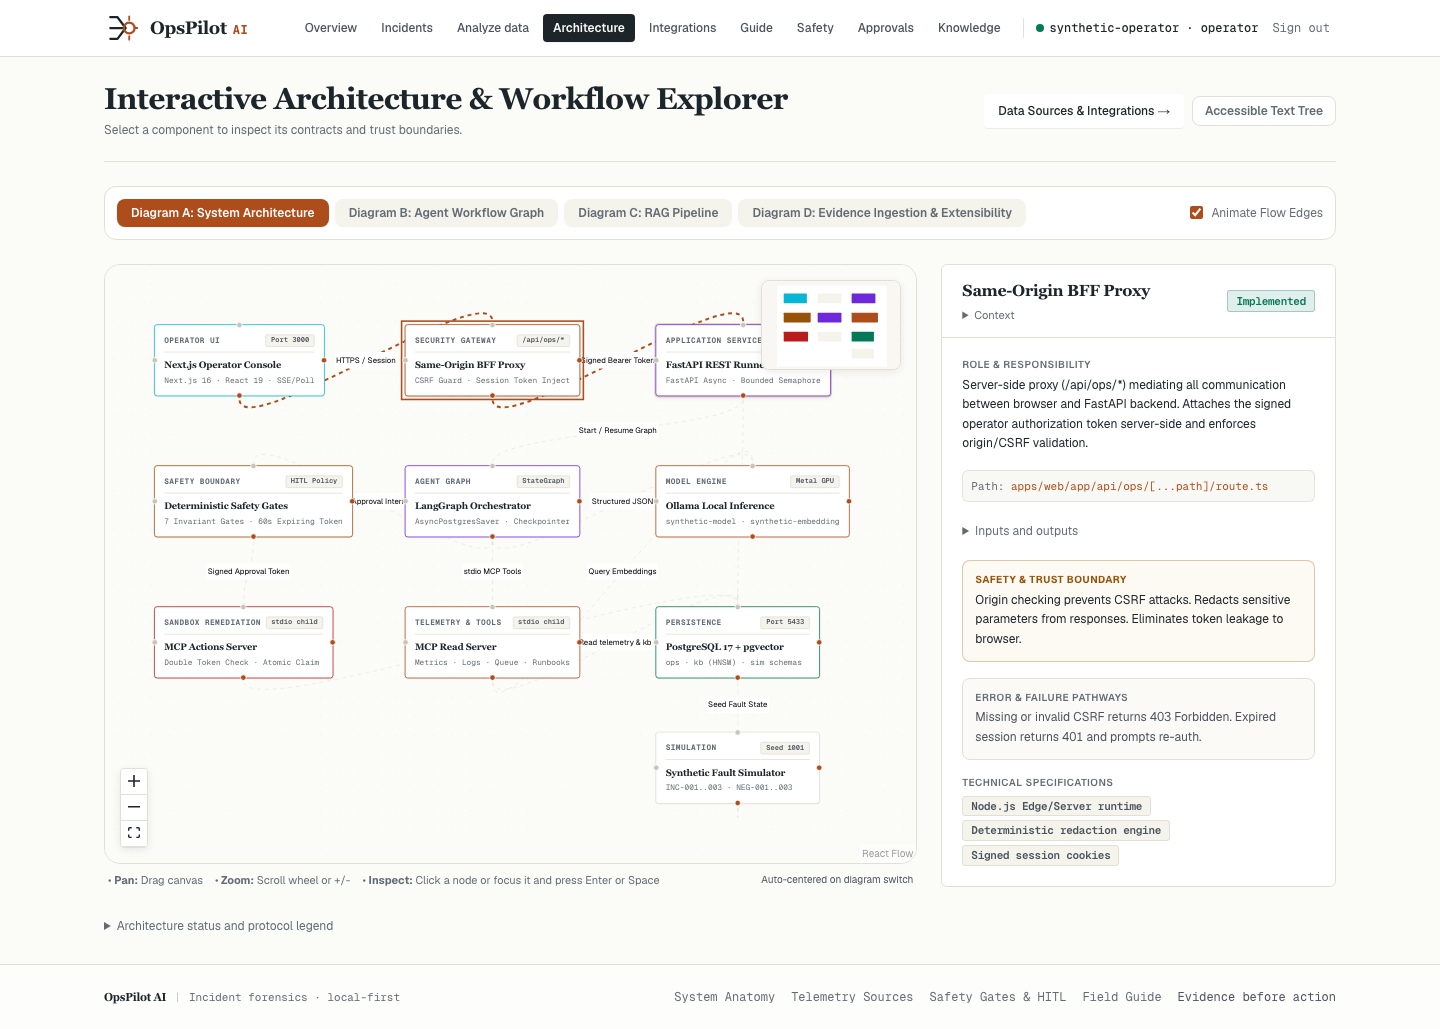 OpsPilot AI
Overview
Incidents
Analyze data
Architecture
Integrations
Guide
Safety
Approvals
Knowledge
synthetic-operator · operator
Sign out
Interactive Architecture & Workflow Explorer
Select a component to inspect its contracts and trust boundaries.
Data Sources & Integrations →
Accessible Text Tree
Diagram A: System Architecture
Diagram B: Agent Workflow Graph
Diagram C: RAG Pipeline
Diagram D: Evidence Ingestion & Extensibility
Animate Flow Edges
OPERATOR UI
Port 3000
Next.js Operator Console
Next.js 16 · React 19 · SSE/Poll
HTTPS / Session
SECURITY GATEWAY
/api/ops/*
Same-Origin BFF Proxy
CSRF Guard · Session Token Inject
Signed Bearer Token
APPLICATION SERVICE
FastAPI REST
FastAPI Async · Bounded Semaphore
Start / Resume Graph
SAFETY BOUNDARY
HITL Policy
Deterministic Safety Gates
7 Invariant Gates · 60s Expiring Token
Approval
AGENT GRAPH
StateGraph
LangGraph Orchestrator
AsyncPostgresSaver · Checkpointer
Structured JSON
MODEL ENGINE
Metal GPU
Ollama Local Inference
synthetic-model · synthetic-embedding
Signed Approval Token
stdio MCP Tools
Query Embeddings
SANDBOX REMEDIATION
stdio child
MCP Actions Server
Double Token Check · Atomic Claim
TELEMETRY & TOOLS
stdio child
MCP Read Server
Metrics · Logs · Queue · Runbooks
Read telemetry & kb
PERSISTENCE
Port 5433
PostgreSQL 17 + pgvector
ops · kb (HNSW) · sim schemas
Seed Fault State
SIMULATION
Seed 1001
Synthetic Fault Simulator
INC-001..003 · NEG-001..003
React Flow
• Pan: Drag canvas
• Zoom: Scroll wheel or +/-
• Inspect: Click a node or focus it and press Enter or Space
Auto-centered on diagram switch
Same-Origin BFF Proxy
Implemented
Context
ROLE & RESPONSIBILITY
Server-side proxy (/api/ops/*) mediating all communication
between browser and FastAPI backend. Attaches the signed
operator authorization token server-side and enforces
origin/CSRF validation.
Path: apps/web/app/api/ops/[...path]/route.ts
Inputs and outputs
SAFETY & TRUST BOUNDARY
Origin checking prevents CSRF attacks. Redacts sensitive
parameters from responses. Eliminates token leakage to
browser.
ERROR & FAILURE PATHWAYS
Missing or invalid CSRF returns 403 Forbidden. Expired
session returns 401 and prompts re-auth.
TECHNICAL SPECIFICATIONS
Node.js Edge/Server runtime
Deterministic redaction engine
Signed session cookies
Architecture status and protocol legend
OpsPilot AI
Incident forensics · local-first
System Anatomy
Telemetry Sources
Safety Gates & HITL
Field Guide
Evidence before action